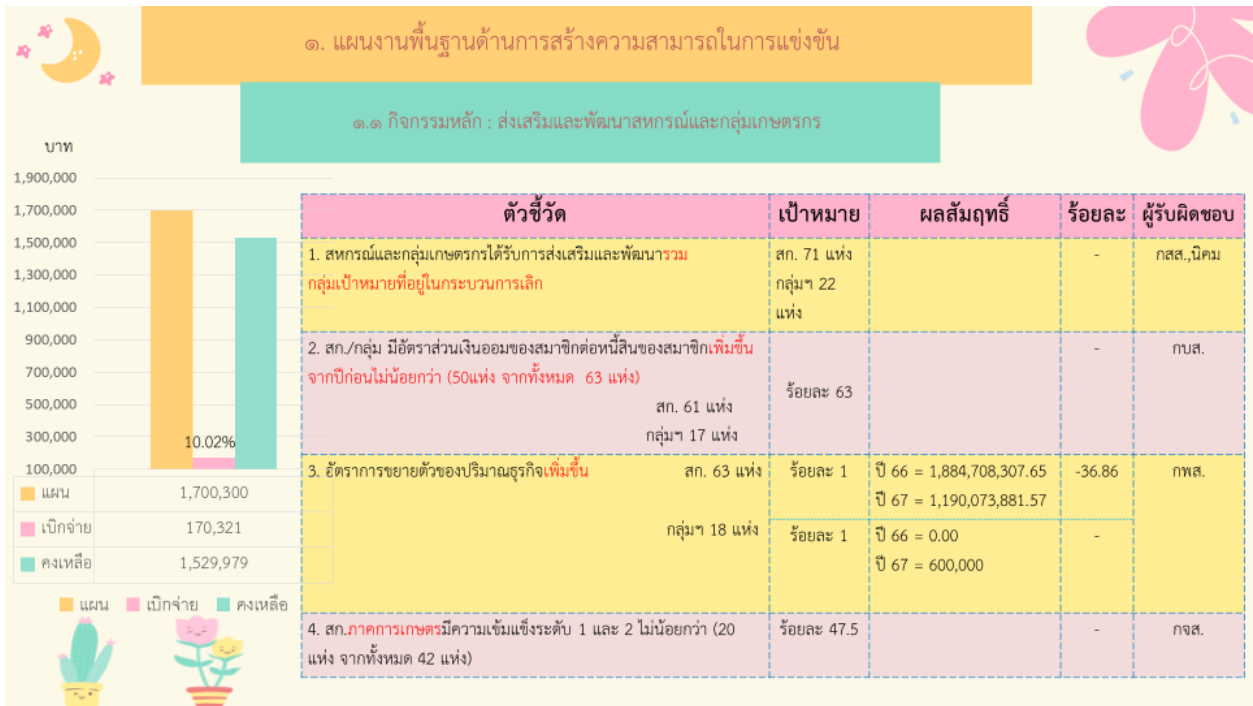 ๑. แผนงานพื้นฐานด้านการสร้างความสามารถในการแข่งขัน
๑.๑ กิจกรรมหลัก : ส่งเสริมและพัฒนาสหกรณ์และกลุ่มเกษตรกร
บาท
1,900,000
1,700,000
1,500,000
1,300,000
1,100,000
900,000
700,000
500,000
300,000
100,000
10.02%
แผน 1,700,300
เบิกจ่าย 170,321
คงเหลือ 1,529,979
แผน เบิกจ่าย คงเหลือ
ตัวชี้วัด เป้าหมาย ผลสัมฤทธิ์ ร้อยละ ผู้รับผิดชอบ
1. สหกรณ์และกลุ่มเกษตรกรได้รับการส่งเสริมและพัฒนารวม สก. 71 แห่ง - กสส.,นิคม
กลุ่มเป้าหมายที่อยู่ในกระบวนการเลิก กลุ่มฯ 22
แห่ง
2. สก./กลุ่ม มีอัตราส่วนเงินออมของสมาชิกต่อหนี้สินของสมาชิกเพิ่มขึ้น - กบส.
จากปีก่อนไม่น้อยกว่า (50แห่ง จากทั้งหมด 63 แห่ง)
ร้อยละ 63
สก. 61 แห่ง
กลุ่มฯ 17 แห่ง
3. อัตราการขยายตัวของปริมาณธุรกิจเพิ่มขึ้น สก. 63 แห่ง ร้อยละ 1 ปี 66 = 1,884,708,307.65 -36.86 กพส.
ปี 67 = 1,190,073,881.57
กลุ่มฯ 18 แห่ง ร้อยละ 1 ปี 66 = 0.00 -
ปี 67 = 600,000
4. สก.ภาคการเกษตรมีความเข้มแข็งระดับ 1 และ 2 ไม่น้อยกว่า (20 ร้อยละ 47.5 - กจส.
แห่ง จากทั้งหมด 42 แห่ง)